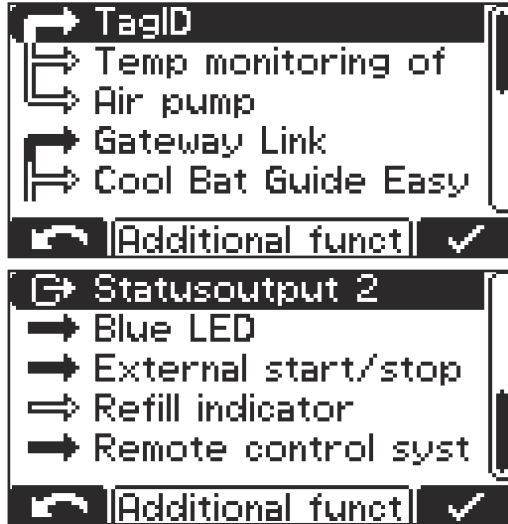 TagID
Temp monitoring of
Air pump
Gateway Link
Cool Bat Guide Easy
Additional funct
Statusoutput 2
Blue LED
External start/stop
Refill indicator
Remote control syst
Additional funct